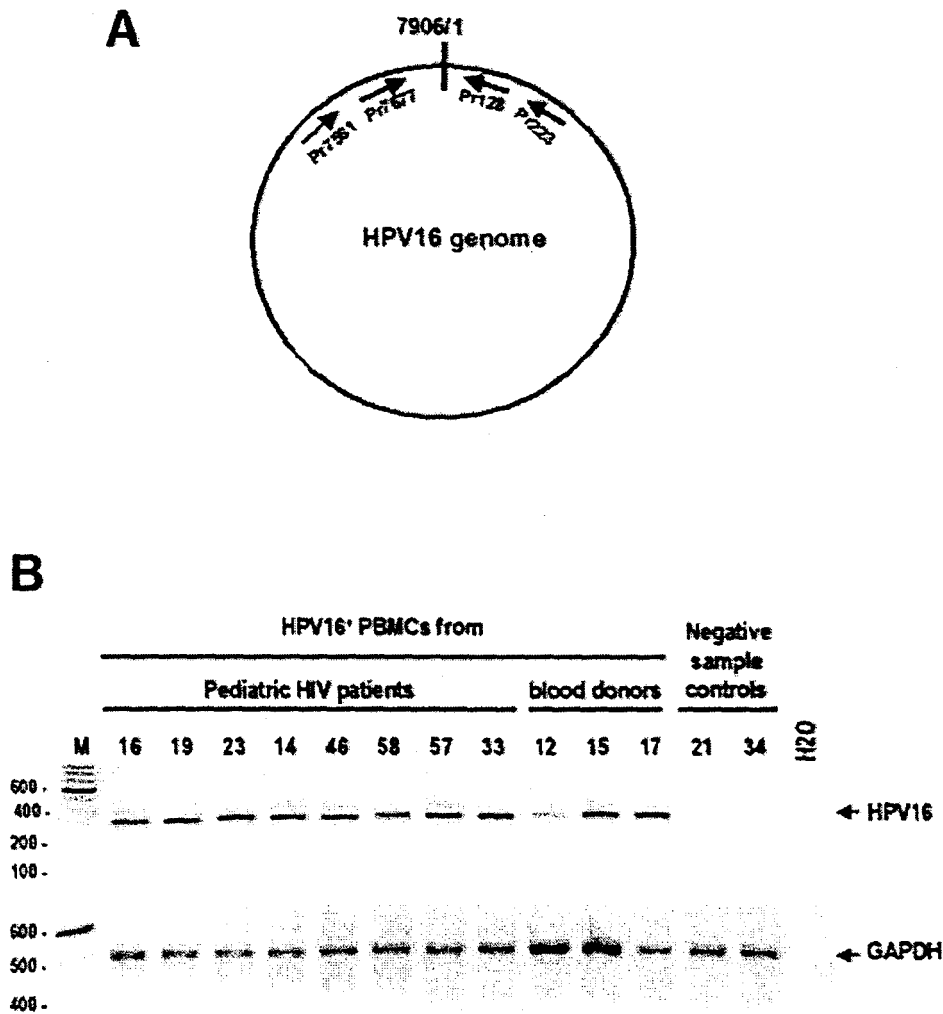 A
7906/1
Pr7677
Pr128
Pr223
HPV16 genome
B
HPV16⁺ PBMCs from
Negative
sample
controls
Pediatric HIV patients
blood donors
M 16 19 23 14 46 58 57 33 12 15 17 21 34 H2O
600
400
200
100
HPV16
600
500
400
GAPDH